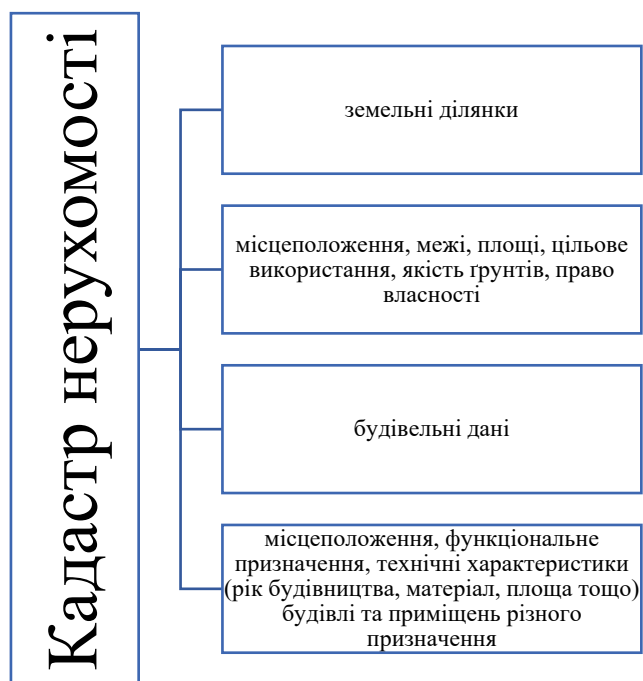 Кадастр нерухомості
земельні ділянки
місцеположення, межі, площі, цільове
використання, якість ґрунтів, право
власності
будівельні дані
місцеположення, функціональне
призначення, технічні характеристики
(рік будівництва, матеріал, площа тощо)
будівлі та приміщень різного
призначення